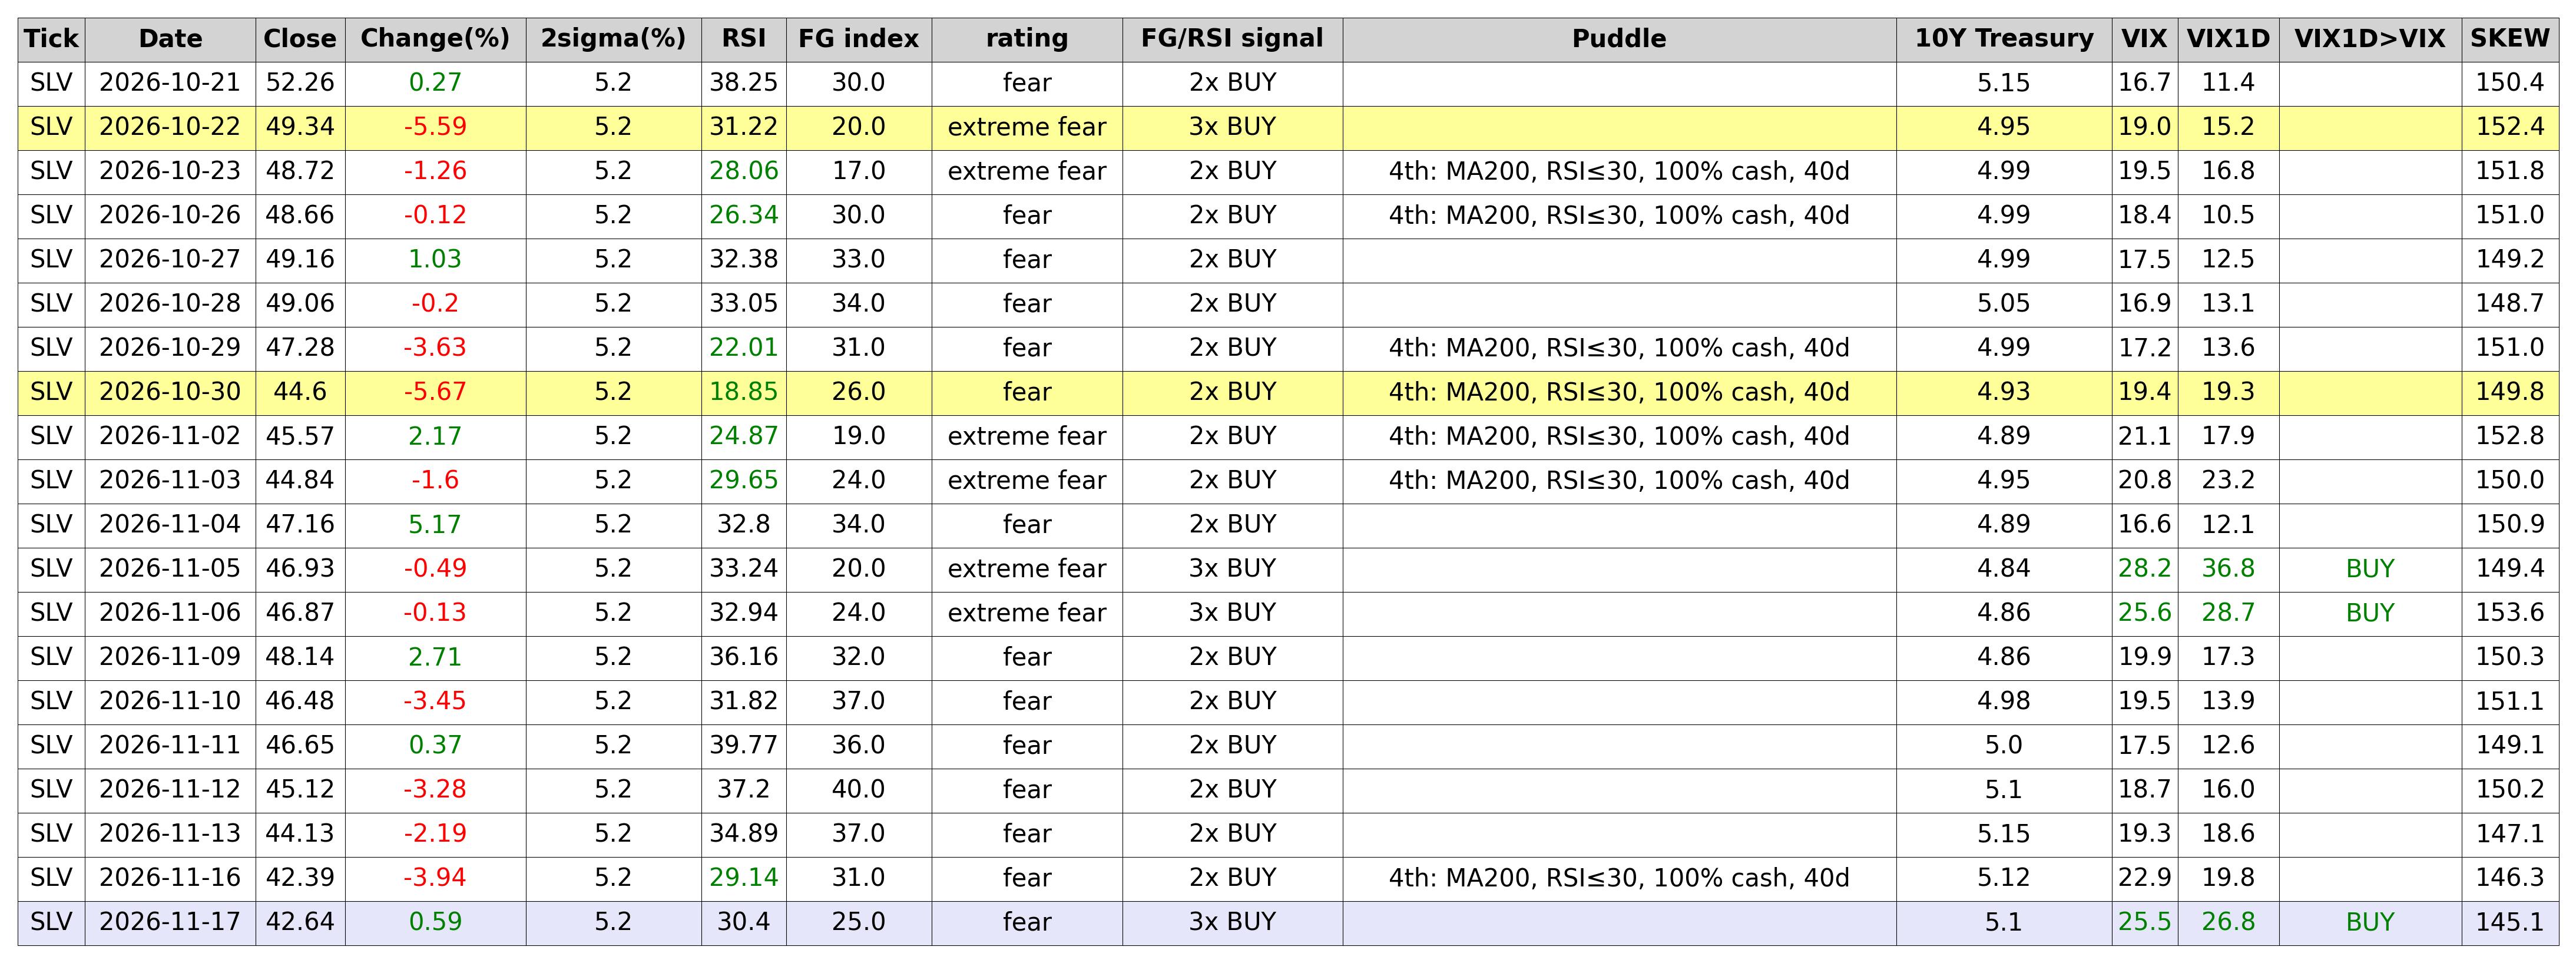 Tick Date Close Change(%) 2sigma(%) RSI FG index rating FG/RSI signal Puddle 10Y Treasury VIX VIX1D VIX1D>VIX SKEW
SLV 2026-10-21 52.26 0.27 5.2 38.25 30.0 fear 2x BUY 5.15 16.7 11.4 150.4
SLV 2026-10-22 49.34 -5.59 5.2 31.22 20.0 extreme fear 3x BUY 4.95 19.0 15.2 152.4
SLV 2026-10-23 48.72 -1.26 5.2 28.06 17.0 extreme fear 2x BUY 4th: MA200, RSI≤30, 100% cash, 40d 4.99 19.5 16.8 151.8
SLV 2026-10-26 48.66 -0.12 5.2 26.34 30.0 fear 2x BUY 4th: MA200, RSI≤30, 100% cash, 40d 4.99 18.4 10.5 151.0
SLV 2026-10-27 49.16 1.03 5.2 32.38 33.0 fear 2x BUY 4.99 17.5 12.5 149.2
SLV 2026-10-28 49.06 -0.2 5.2 33.05 34.0 fear 2x BUY 5.05 16.9 13.1 148.7
SLV 2026-10-29 47.28 -3.63 5.2 22.01 31.0 fear 2x BUY 4th: MA200, RSI≤30, 100% cash, 40d 4.99 17.2 13.6 151.0
SLV 2026-10-30 44.6 -5.67 5.2 18.85 26.0 fear 2x BUY 4th: MA200, RSI≤30, 100% cash, 40d 4.93 19.4 19.3 149.8
SLV 2026-11-02 45.57 2.17 5.2 24.87 19.0 extreme fear 2x BUY 4th: MA200, RSI≤30, 100% cash, 40d 4.89 21.1 17.9 152.8
SLV 2026-11-03 44.84 -1.6 5.2 29.65 24.0 extreme fear 2x BUY 4th: MA200, RSI≤30, 100% cash, 40d 4.95 20.8 23.2 150.0
SLV 2026-11-04 47.16 5.17 5.2 32.8 34.0 fear 2x BUY 4.89 16.6 12.1 150.9
SLV 2026-11-05 46.93 -0.49 5.2 33.24 20.0 extreme fear 3x BUY 4.84 28.2 36.8 BUY 149.4
SLV 2026-11-06 46.87 -0.13 5.2 32.94 24.0 extreme fear 3x BUY 4.86 25.6 28.7 BUY 153.6
SLV 2026-11-09 48.14 2.71 5.2 36.16 32.0 fear 2x BUY 4.86 19.9 17.3 150.3
SLV 2026-11-10 46.48 -3.45 5.2 31.82 37.0 fear 2x BUY 4.98 19.5 13.9 151.1
SLV 2026-11-11 46.65 0.37 5.2 39.77 36.0 fear 2x BUY 5.0 17.5 12.6 149.1
SLV 2026-11-12 45.12 -3.28 5.2 37.2 40.0 fear 2x BUY 5.1 18.7 16.0 150.2
SLV 2026-11-13 44.13 -2.19 5.2 34.89 37.0 fear 2x BUY 5.15 19.3 18.6 147.1
SLV 2026-11-16 42.39 -3.94 5.2 29.14 31.0 fear 2x BUY 4th: MA200, RSI≤30, 100% cash, 40d 5.12 22.9 19.8 146.3
SLV 2026-11-17 42.64 0.59 5.2 30.4 25.0 fear 3x BUY 5.1 25.5 26.8 BUY 145.1